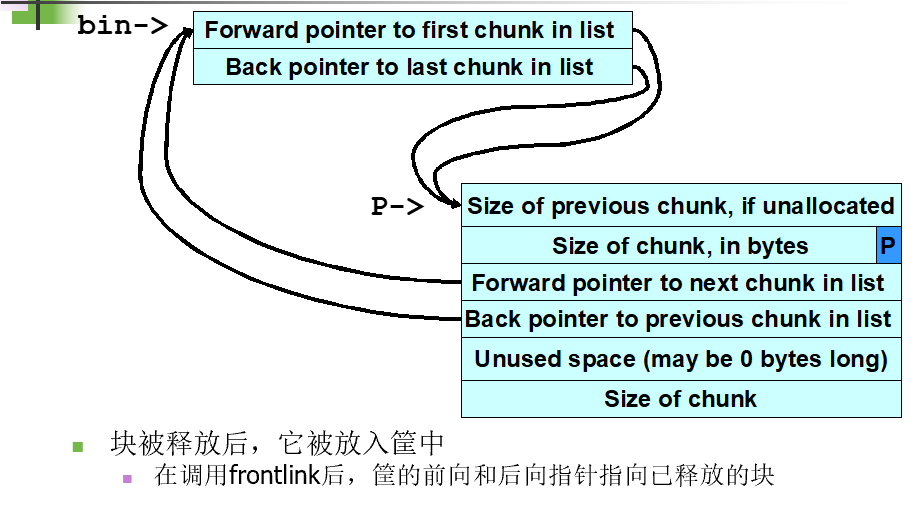 bin->
Forward pointer to first chunk in list
Back pointer to last chunk in list
P->
Size of previous chunk, if unallocated
Size of chunk, in bytes P
Forward pointer to next chunk in list
Back pointer to previous chunk in list
Unused space (may be 0 bytes long)
Size of chunk
块被释放后，它被放入筐中
在调用frontlink后，筐的前向和后向指针指向已释放的块